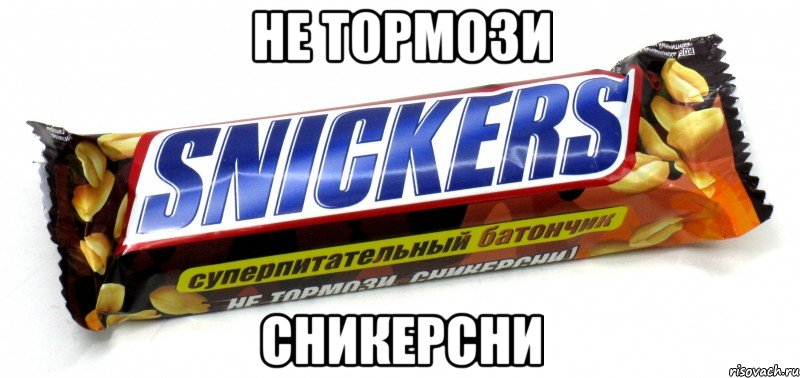 НЕ ТОРМОЗИ
SNICKERS
суперпитательный батончик
НЕ ТОРМОЗИ, СНИКЕРСНИ!
СНИКЕРСНИ
risovach.ru